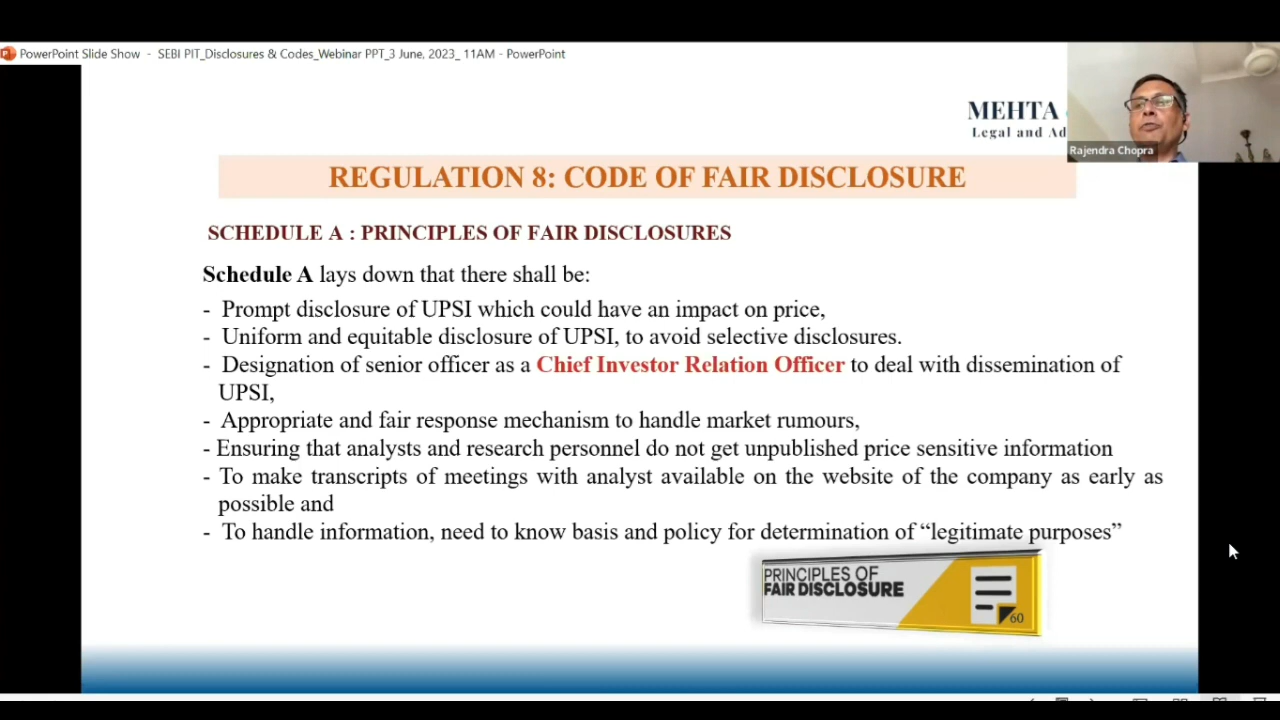 PowerPoint Slide Show - SEBI PIT_Disclosures & Codes_Webinar PPT_3 June, 2023_ 11AM - PowerPoint
MEHTA
Legal and Ad
Rajendra Chopra
REGULATION 8: CODE OF FAIR DISCLOSURE
SCHEDULE A : PRINCIPLES OF FAIR DISCLOSURES
Schedule A lays down that there shall be:
- Prompt disclosure of UPSI which could have an impact on price,
- Uniform and equitable disclosure of UPSI, to avoid selective disclosures.
- Designation of senior officer as a Chief Investor Relation Officer to deal with dissemination of
UPSI,
- Appropriate and fair response mechanism to handle market rumours,
- Ensuring that analysts and research personnel do not get unpublished price sensitive information
- To make transcripts of meetings with analyst available on the website of the company as early as
possible and
- To handle information, need to know basis and policy for determination of “legitimate purposes”
PRINCIPLES OF
FAIR DISCLOSURE
60